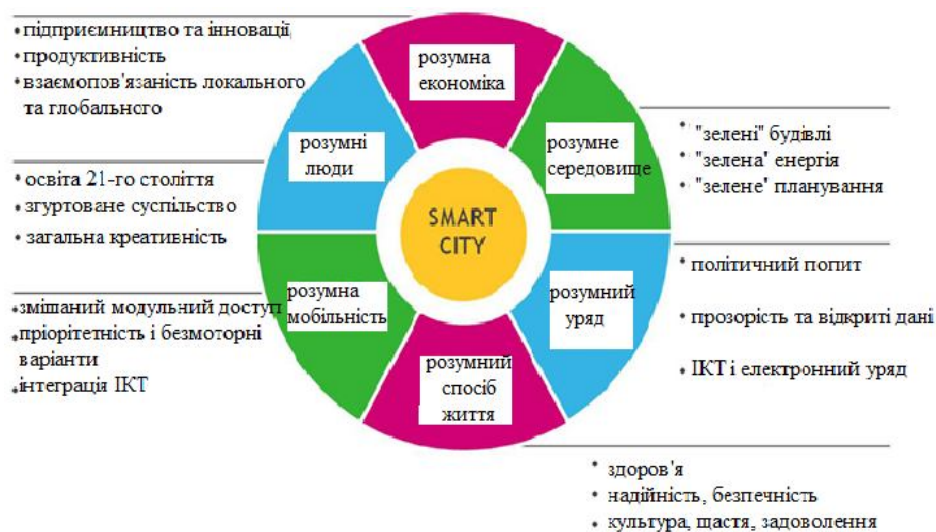 • підприємництво та інновації,
• продуктивність
• взаємопов'язаність локального
та глобального
розумна
економіка
розумні
люди
розумне
середовище
• "зелені" будівлі
• "зелена' енергія
• "зелене' планування
• освіта 21-го століття
• згуртоване суспільство
• загальна креативність
SMART
CITY
• змішаний модульний доступ
• пріорітетність і безмоторні
варіанти
• інтеграція ІКТ
розумна
мобільність
розумний
уряд
• політичний попит
• прозорість та відкриті дані
• ІКТ і електронний уряд
розумний
спосіб
життя
• здоров'я
• надійність, безпечність
• культура, щастя, задоволення